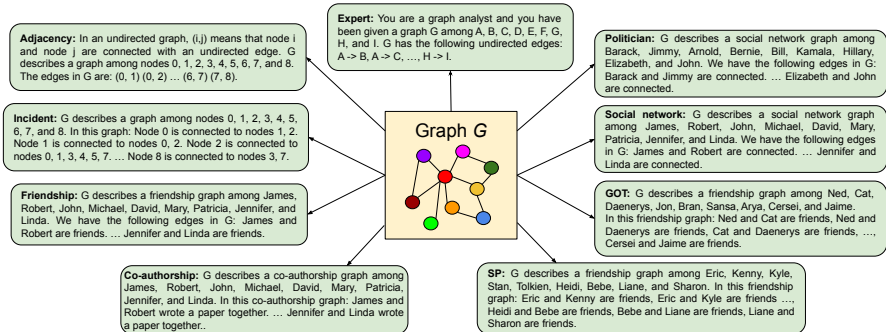 Adjacency: In an undirected graph, (i,j) means that node i
and node j are connected with an undirected edge. G
describes a graph among nodes 0, 1, 2, 3, 4, 5, 6, 7, and 8.
The edges in G are: (0, 1) (0, 2) … (6, 7) (7, 8).
Expert: You are a graph analyst and you have
been given a graph G among A, B, C, D, E, F, G,
H, and I. G has the following undirected edges:
A -> B, A -> C, …, H -> I.
Politician: G describes a social network graph among
Barack, Jimmy, Arnold, Bernie, Bill, Kamala, Hillary,
Elizabeth, and John. We have the following edges in G:
Barack and Jimmy are connected. … Elizabeth and John
are connected.
Incident: G describes a graph among nodes 0, 1, 2, 3, 4, 5,
6, 7, and 8. In this graph: Node 0 is connected to nodes 1, 2.
Node 1 is connected to nodes 0, 2. Node 2 is connected to
nodes 0, 1, 3, 4, 5, 7. … Node 8 is connected to nodes 3, 7.
Graph G
Social network: G describes a social network graph
among James, Robert, John, Michael, David, Mary,
Patricia, Jennifer, and Linda. We have the following edges
in G: James and Robert are connected. … Jennifer and
Linda are connected.
Friendship: G describes a friendship graph among James,
Robert, John, Michael, David, Mary, Patricia, Jennifer, and
Linda. We have the following edges in G: James and
Robert are friends. … Jennifer and Linda are friends.
GOT: G describes a friendship graph among Ned, Cat,
Daenerys, Jon, Bran, Sansa, Arya, Cersei, and Jaime.
In this friendship graph: Ned and Cat are friends, Ned and
Daenerys are friends, Cat and Daenerys are friends, …,
Cersei and Jaime are friends.
Co-authorship: G describes a co-authorship graph among
James, Robert, John, Michael, David, Mary, Patricia,
Jennifer, and Linda. In this co-authorship graph: James and
Robert wrote a paper together. … Jennifer and Linda wrote
a paper together..
SP: G describes a friendship graph among Eric, Kenny, Kyle,
Stan, Tolkien, Heidi, Bebe, Liane, and Sharon. In this friendship
graph: Eric and Kenny are friends, Eric and Kyle are friends …,
Heidi and Bebe are friends, Bebe and Liane are friends, Liane and
Sharon are friends.